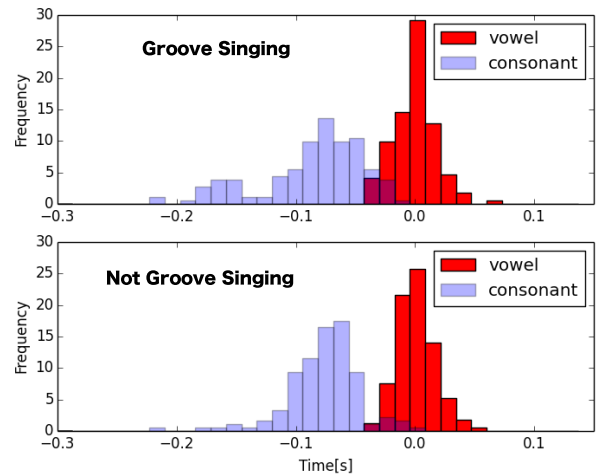 30
25
20
15
10
5
0
Frequency
Groove Singing
vowel
consonant
−0.3 −0.2 −0.1 0.0 0.1
30
25
20
15
10
5
0
Frequency
Not Groove Singing
vowel
consonant
−0.3 −0.2 −0.1 0.0 0.1
Time[s]